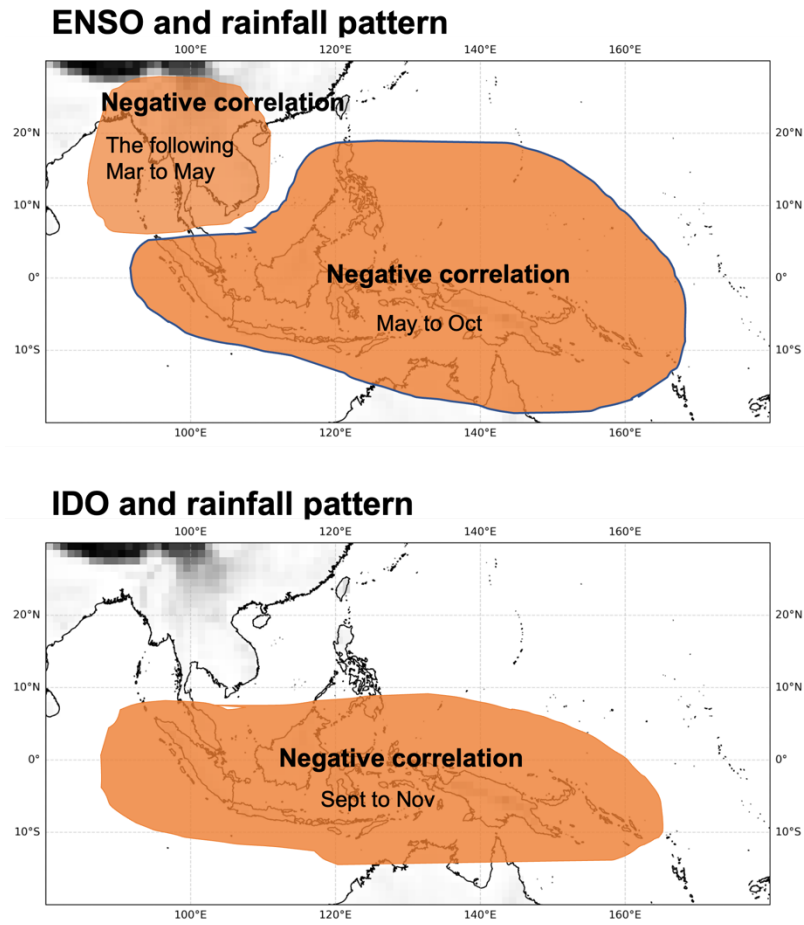 ENSO and rainfall pattern
100°E 120°E 140°E 160°E
Negative correlation
20°N 20°N
The following
Mar to May
10°N 10°N
Negative correlation
0° 0°
May to Oct
10°S 10°S
100°E 120°E 140°E 160°E
IDO and rainfall pattern
100°E 120°E 140°E 160°E
20°N 20°N
10°N 10°N
Negative correlation
0° 0°
Sept to Nov
10°S 10°S
100°E 120°E 140°E 160°E